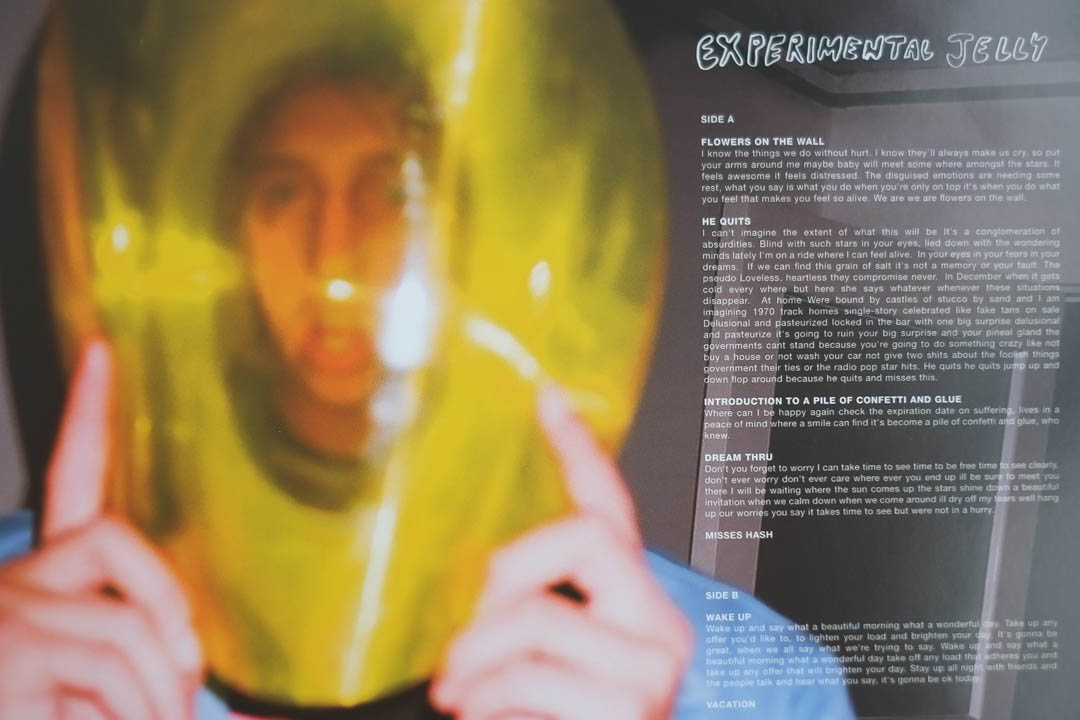 EXPERIMENTAL JELLY
SIDE A
FLOWERS ON THE WALL
I know the things we do without hurt. I know they'll always make us cry, so put
your arms around me maybe baby will meet some where amongst the stars. It
feels awesome it feels distressed. The disguised emotions are needing some
rest, what you say is what you do when you're only on top it's when you do what
you feel that makes you feel so alive. We are we are flowers on the wall.
HE QUITS
I can't imagine the extent of what this will be It's a conglomeration of
absurdities. Blind with such stars in your eyes, lied down with the wondering
minds lately I'm on a ride where I can feel alive. In your eyes in your tears in your
dreams. If we can find this grain of salt it's not a memory or your fault. The
pseudo Loveless, heartless they compromise never. In December when it gets
cold every where but here she says whatever whenever these situations
disappear. At home Were bound by castles of stucco by sand and I am
imagining 1970 track homes single-story celebrated like fake tans on sale
Delusional and pasteurized locked in the bar with one big surprise delusional
and pasteurize it's going to ruin your big surprise and your pineal gland the
governments cant stand because you're going to do something crazy like not
buy a house or not wash your car not give two shits about the foolish things
government their ties or the radio pop star hits. He quits he quits jump up and
down flop around because he quits and misses this.
INTRODUCTION TO A PILE OF CONFETTI AND GLUE
Where can I be happy again check the expiration date on suffering, lives in a
peace of mind where a smile can find it's become a pile of confetti and glue, who
knew.
DREAM THRU
Don't you forget to worry I can take time to see time to be free time to see clearly,
don't ever worry don't ever care where ever you end up ill be sure to meet you
there I will be waiting where the sun comes up the stars shine down a beautiful
invitation when we calm down when we come around ill dry off my tears well hang
up our worries you say it takes time to see but were not in a hurry.
MISSES HASH
SIDE B
WAKE UP
Wake up and say what a beautiful morning what a wonderful day. Take up any
offer you'd like to, to lighten your load and brighten your day. It's gonna be
great, when we all say what we're trying to say. Wake up and say what a
beautiful morning what a wonderful day take off any load that adheres you and
take up any offer that will brighten your day. Stay up all night with friends and
the people talk and hear what you say, it's gonna be ok today.
VACATION